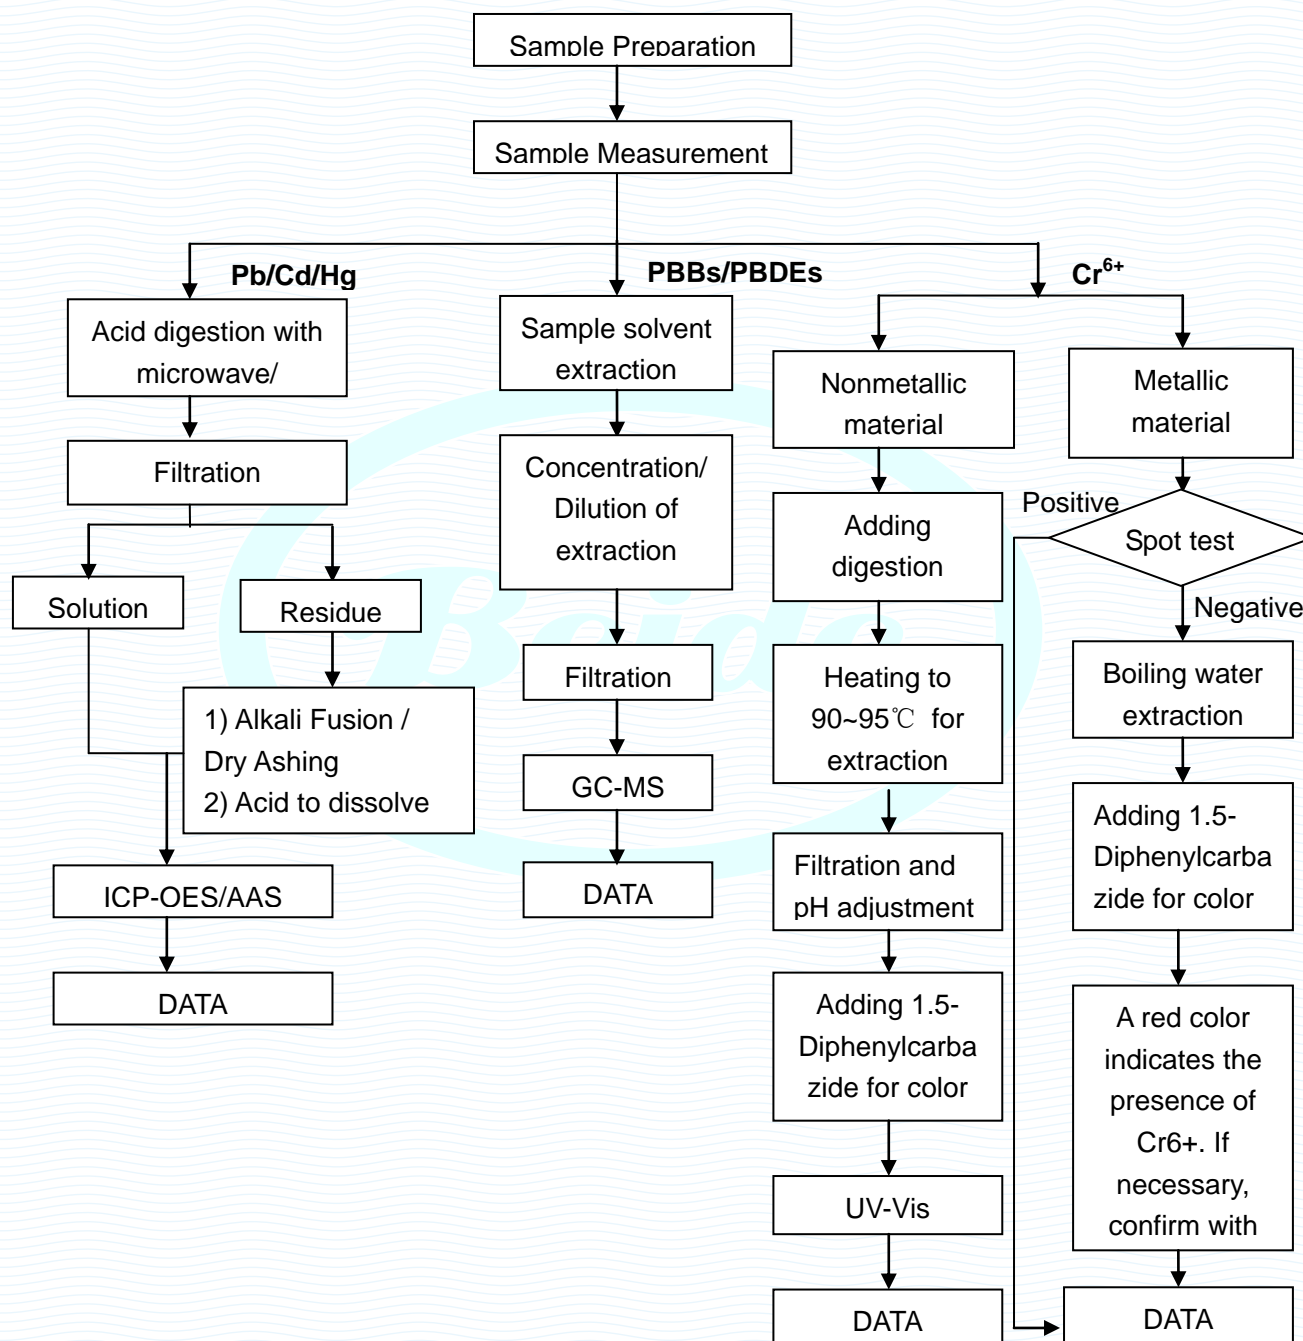 Sample Preparation
Sample Measurement
Pb/Cd/Hg
Acid digestion with
microwave/
Filtration
Solution
Residue
1) Alkali Fusion /
Dry Ashing
2) Acid to dissolve
ICP-OES/AAS
DATA
PBBs/PBDEs
Sample solvent
extraction
Concentration/
Dilution of
extraction
Filtration
GC-MS
DATA
Cr6+
Nonmetallic
material
Adding
digestion
Heating to
90~95℃ for
extraction
Filtration and
pH adjustment
Adding 1.5-
Diphenylcarba
zide for color
UV-Vis
DATA
Metallic
material
Positive
Spot test
Negative
Boiling water
extraction
Adding 1.5-
Diphenylcarba
zide for color
A red color
indicates the
presence of
Cr6+. If
necessary,
confirm with
DATA